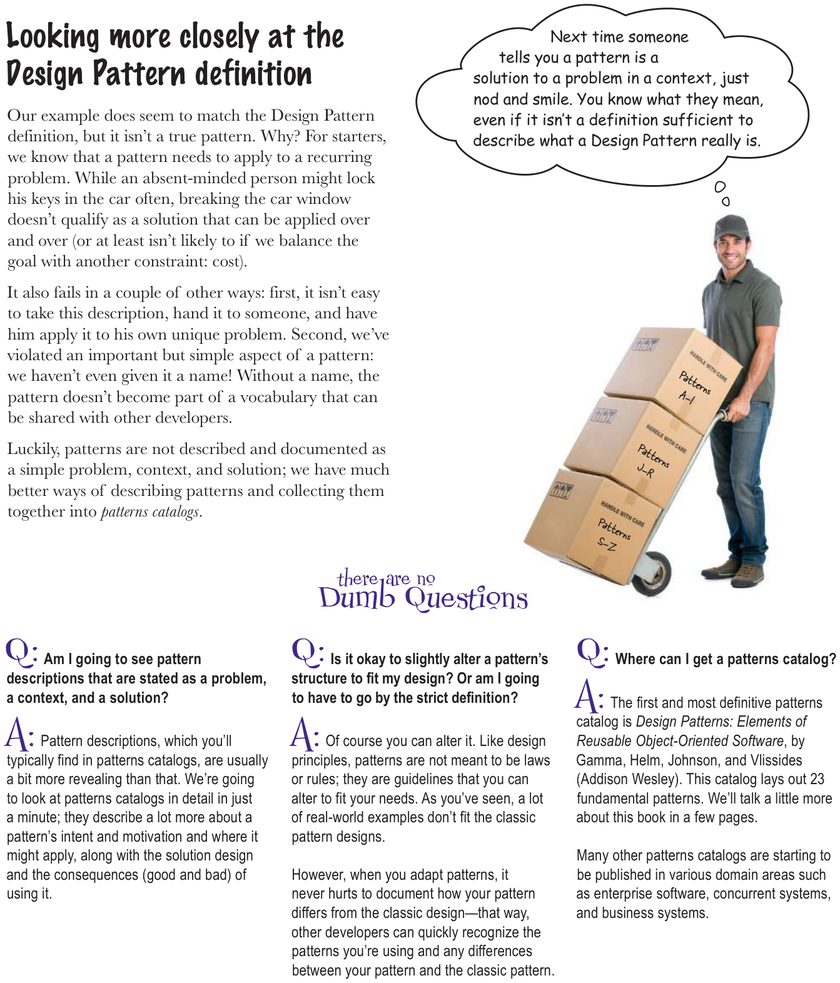 Looking more closely at the
Design Pattern definition
Our example does seem to match the Design Pattern
definition, but it isn't a true pattern. Why? For starters,
we know that a pattern needs to apply to a recurring
problem. While an absent-minded person might lock
his keys in the car often, breaking the car window
doesn't qualify as a solution that can be applied over
and over (or at least isn't likely to if we balance the
goal with another constraint: cost).
It also fails in a couple of other ways: first, it isn't easy
to take this description, hand it to someone, and have
him apply it to his own unique problem. Second, we've
violated an important but simple aspect of a pattern:
we haven't even given it a name! Without a name, the
pattern doesn't become part of a vocabulary that can
be shared with other developers.
Luckily, patterns are not described and documented as
a simple problem, context, and solution; we have much
better ways of describing patterns and collecting them
together into patterns catalogs.
Next time someone
tells you a pattern is a
solution to a problem in a context, just
nod and smile. You know what they mean,
even if it isn't a definition sufficient to
describe what a Design Pattern really is.
HANDLE WITH CARE
Patterns
A-I
HANDLE WITH CARE
Patterns
J-R
HANDLE WITH CARE
Patterns
S-Z
there are no
Dumb Questions
Q: Am I going to see pattern
descriptions that are stated as a problem,
a context, and a solution?
A: Pattern descriptions, which you'll
typically find in patterns catalogs, are usually
a bit more revealing than that. We're going
to look at patterns catalogs in detail in just
a minute; they describe a lot more about a
pattern's intent and motivation and where it
might apply, along with the solution design
and the consequences (good and bad) of
using it.
Q: Is it okay to slightly alter a pattern's
structure to fit my design? Or am I going
to have to go by the strict definition?
A: Of course you can alter it. Like design
principles, patterns are not meant to be laws
or rules; they are guidelines that you can
alter to fit your needs. As you've seen, a lot
of real-world examples don't fit the classic
pattern designs.
However, when you adapt patterns, it
never hurts to document how your pattern
differs from the classic design—that way,
other developers can quickly recognize the
patterns you're using and any differences
between your pattern and the classic pattern.
Q: Where can I get a patterns catalog?
A: The first and most definitive patterns
catalog is Design Patterns: Elements of
Reusable Object-Oriented Software, by
Gamma, Helm, Johnson, and Vlissides
(Addison Wesley). This catalog lays out 23
fundamental patterns. We'll talk a little more
about this book in a few pages.
Many other patterns catalogs are starting to
be published in various domain areas such
as enterprise software, concurrent systems,
and business systems.